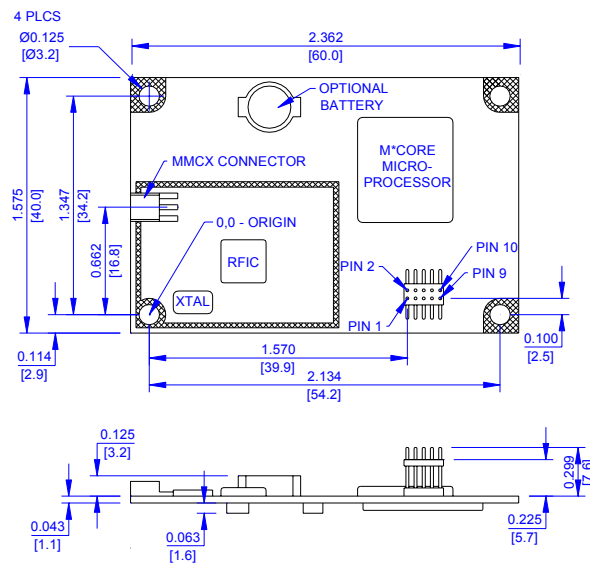 4 PLCS
Ø0.125
[Ø3.2]
2.362
[60.0]
OPTIONAL
BATTERY
M*CORE
MICRO-
PROCESSOR
MMCX CONNECTOR
1.575
[40.0]
1.347
[34.2]
0.662
[16.8]
0,0 - ORIGIN
RFIC
XTAL
PIN 2
PIN 10
PIN 9
PIN 1
0.114
[2.9]
1.570
[39.9]
2.134
[54.2]
0.100
[2.5]
0.125
[3.2]
0.043
[1.1]
0.063
[1.6]
0.299
[7.6]
0.225
[5.7]